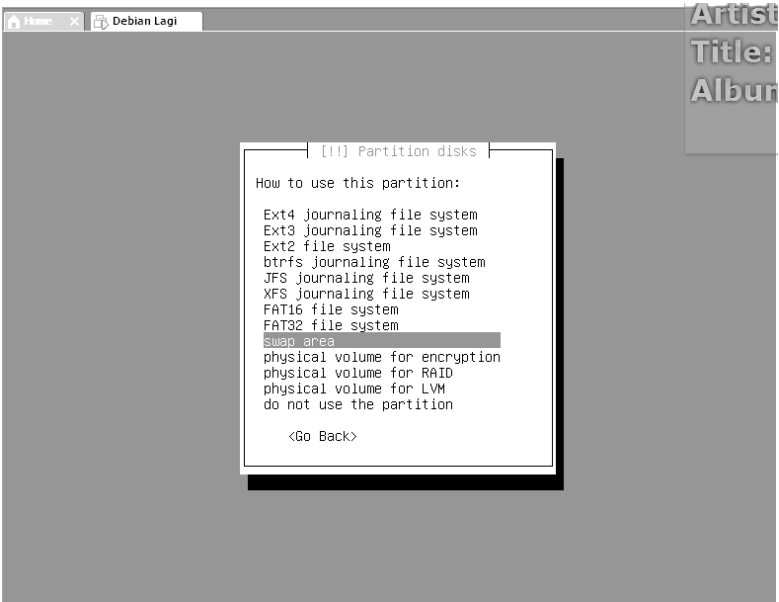 Home
Debian Lagi
Artist
Title:
Album
[!!] Partition disks
How to use this partition:
Ext4 journaling file system
Ext3 journaling file system
Ext2 file system
btrfs journaling file system
JFS journaling file system
XFS journaling file system
FAT16 file system
FAT32 file system
swap area
physical volume for encryption
physical volume for RAID
physical volume for LVM
do not use the partition
<Go Back>